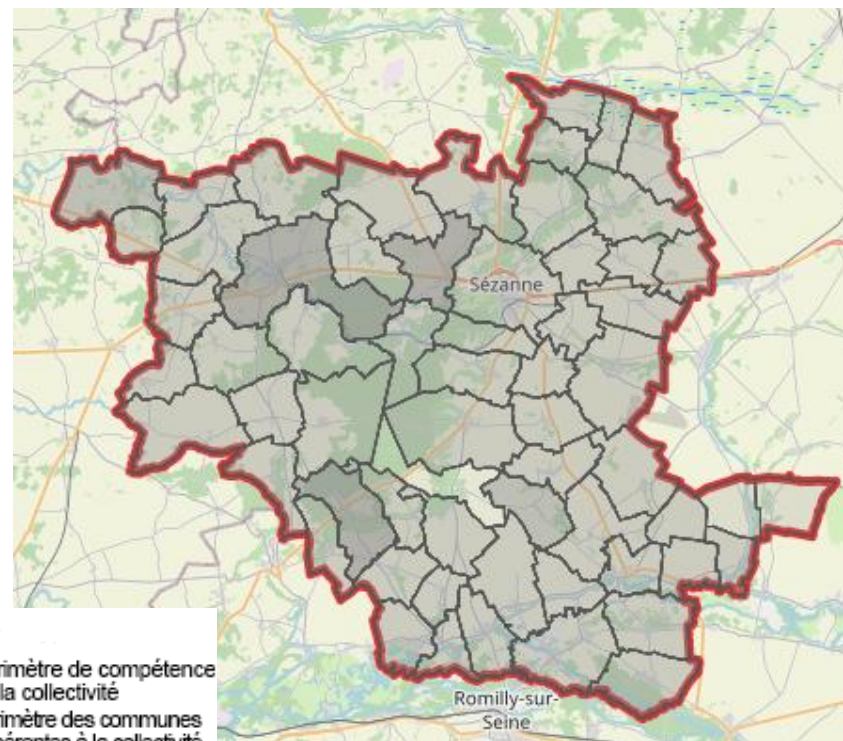 Sézanne
rimètre de compétence
la collectivité
rimètre des communes
Romilly-sur-
Seine